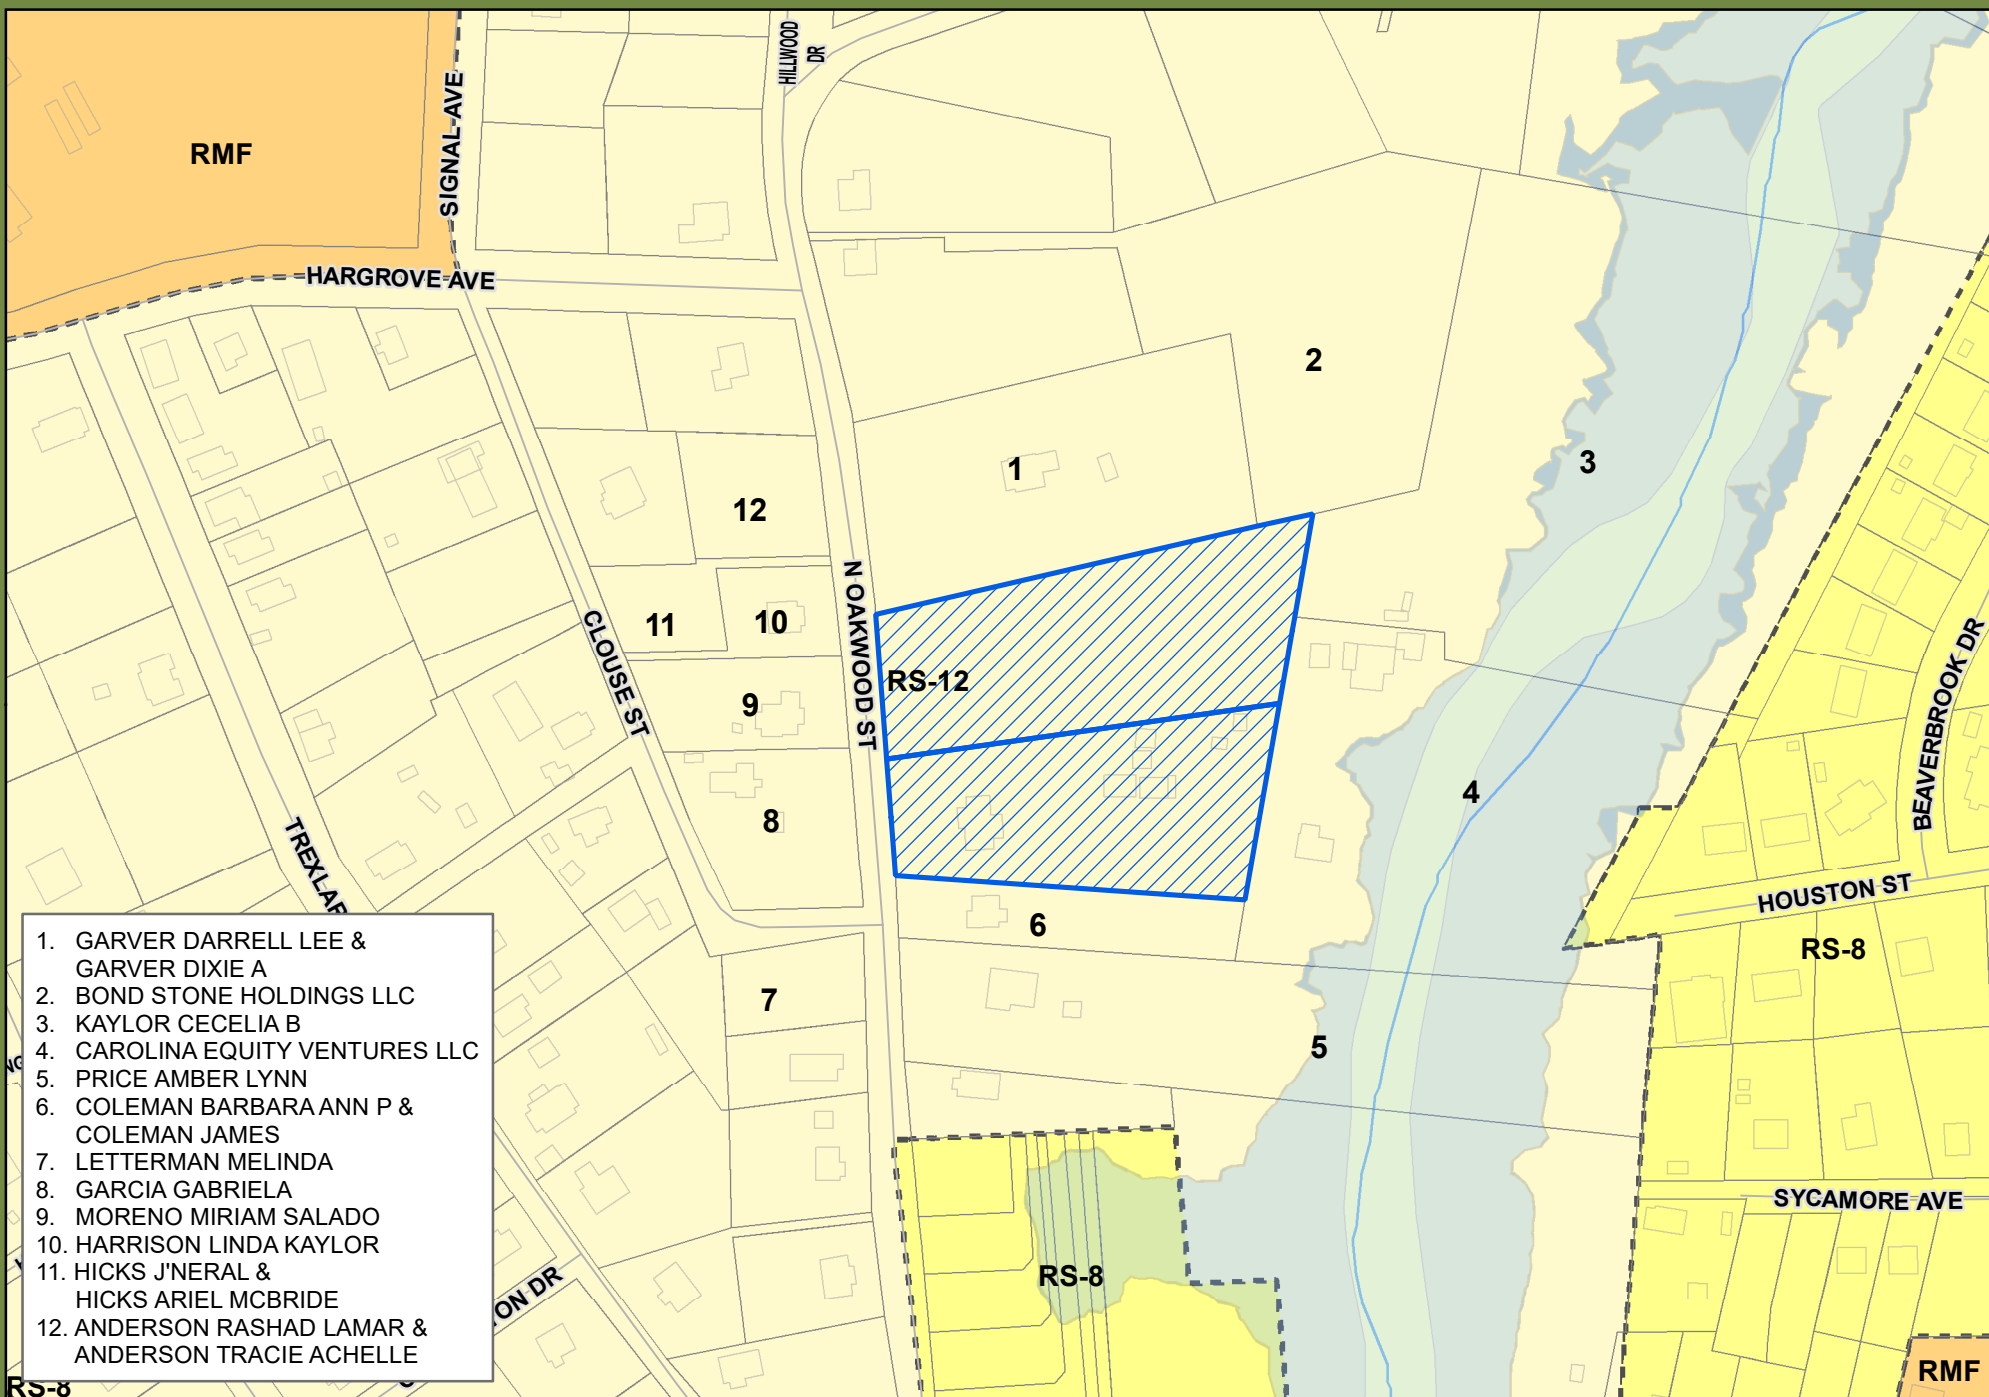 HILLWOOD
DR
SIGNAL AVE
RMF
HARGROVE AVE
2
1
3
12
N OAKWOOD ST
CLOUSE ST
11
10
RS-12
9
BEAVERBROOK DR
4
8
TREXLAR
HOUSTON ST
6
RS-8
7
5
SYCAMORE AVE
RS-8
RMF
TON DR
RS-8
1. GARVER DARRELL LEE &
GARVER DIXIE A
2. BOND STONE HOLDINGS LLC
3. KAYLOR CECELIA B
4. CAROLINA EQUITY VENTURES LLC
5. PRICE AMBER LYNN
6. COLEMAN BARBARA ANN P &
COLEMAN JAMES
7. LETTERMAN MELINDA
8. GARCIA GABRIELA
9. MORENO MIRIAM SALADO
10. HARRISON LINDA KAYLOR
11. HICKS J'NERAL &
HICKS ARIEL MCBRIDE
12. ANDERSON RASHAD LAMAR &
ANDERSON TRACIE ACHELLE